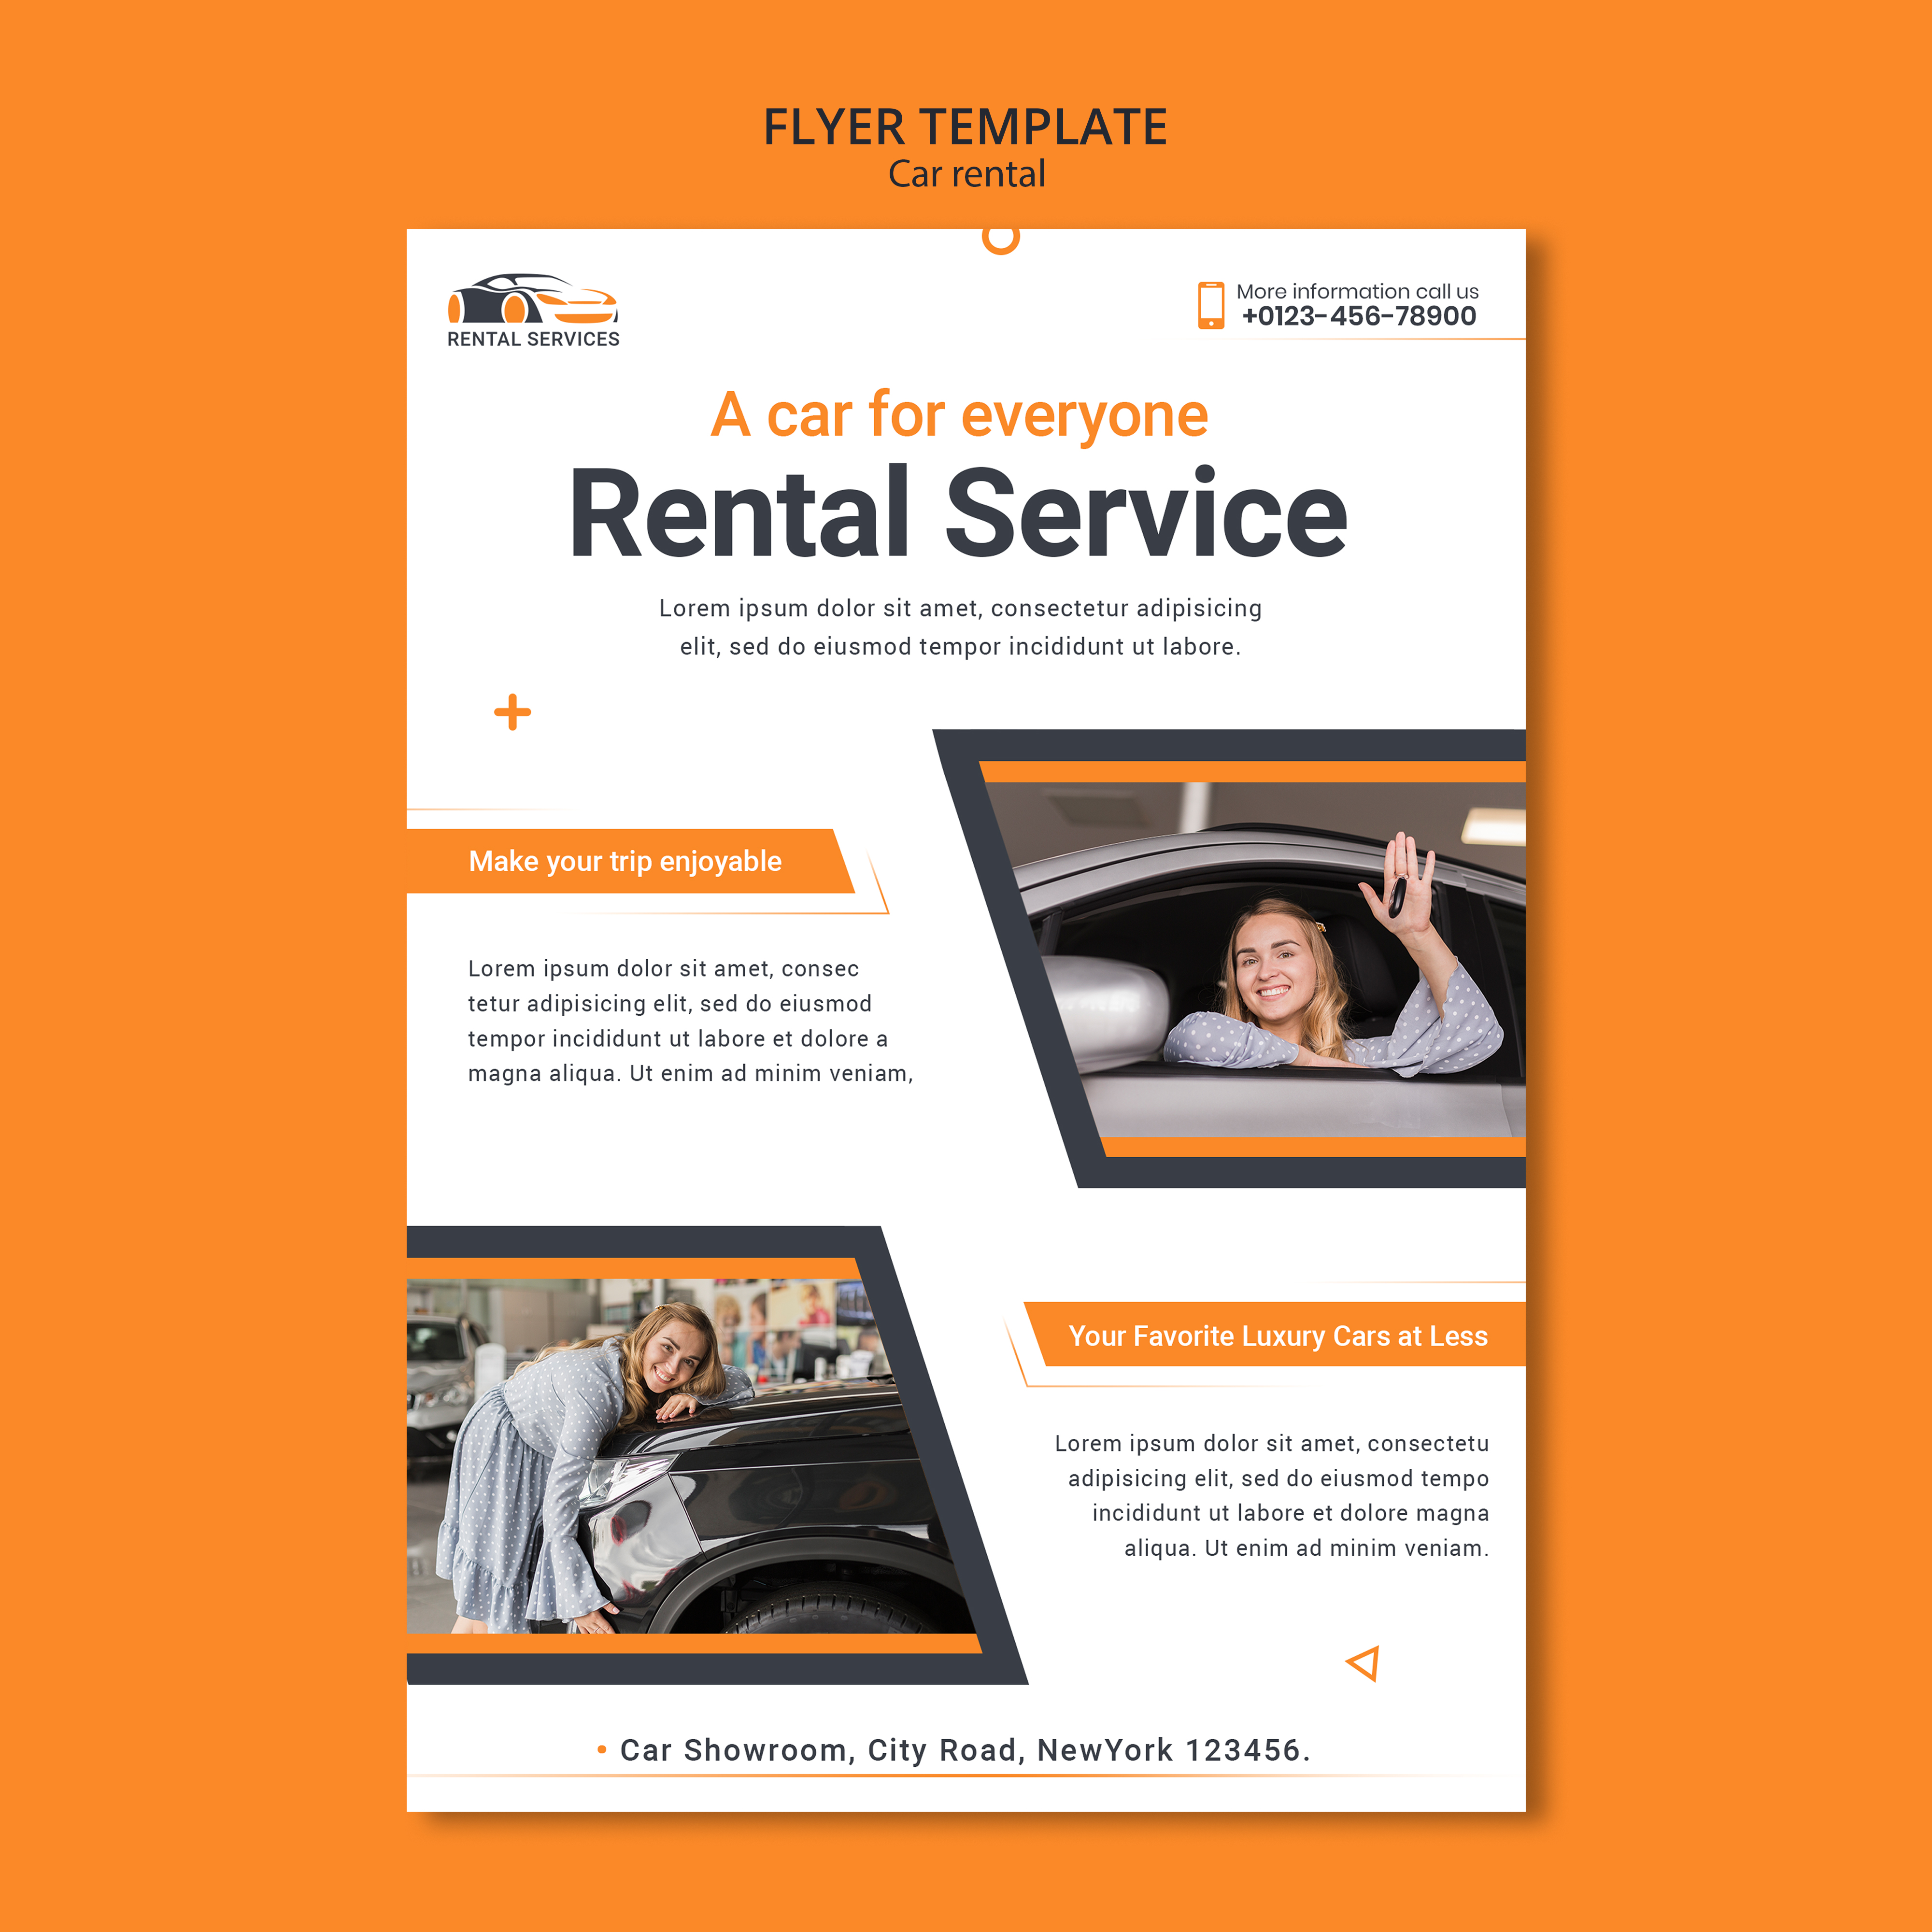 FLYER TEMPLATE
Car rental
RENTAL SERVICES
More information call us
+0123-456-78900
A car for everyone
Rental Service
Lorem ipsum dolor sit amet, consectetur adipisicing
elit, sed do eiusmod tempor incididunt ut labore.
Make your trip enjoyable
Lorem ipsum dolor sit amet, consec
tetur adipisicing elit, sed do eiusmod
tempor incididunt ut labore et dolore a
magna aliqua. Ut enim ad minim veniam,
Your Favorite Luxury Cars at Less
Lorem ipsum dolor sit amet, consectetu
adipisicing elit, sed do eiusmod tempo
incididunt ut labore et dolore magna
aliqua. Ut enim ad minim veniam.
• Car Showroom, City Road, NewYork 123456.